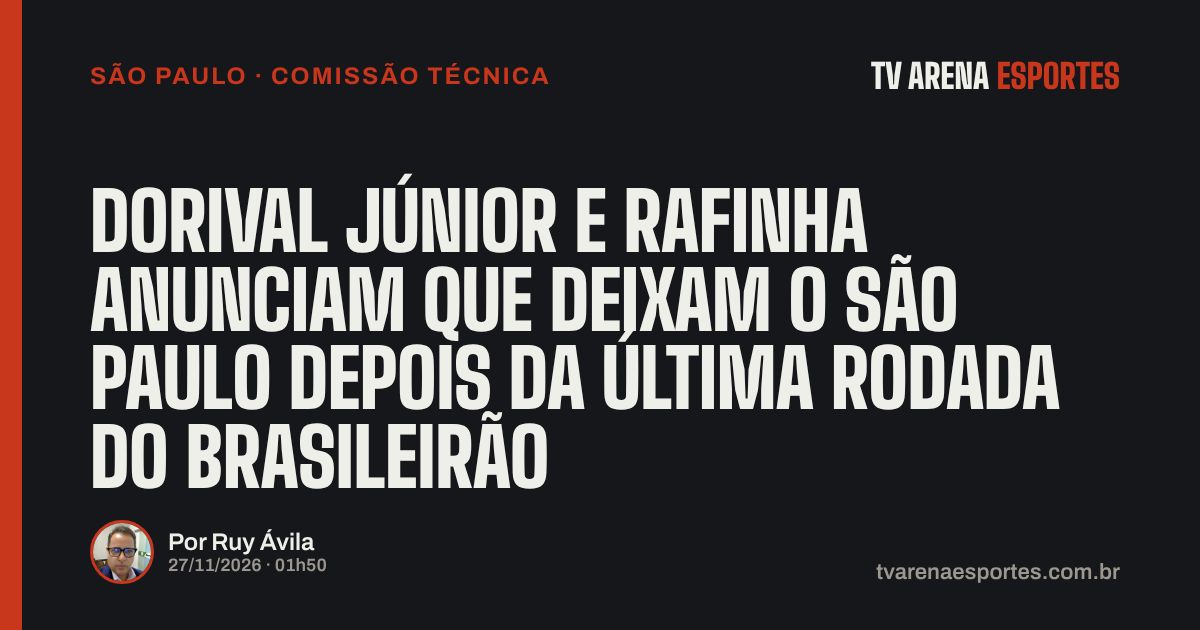 SÃO PAULO · COMISSÃO TÉCNICA
TV ARENA ESPORTES
DORIVAL JÚNIOR E RAFINHA
ANUNCIAM QUE DEIXAM O SÃO
PAULO DEPOIS DA ÚLTIMA RODADA
DO BRASILEIRÃO
Por Ruy Ávila
27/11/2026 · 01h50
tvarenaesportes.com.br